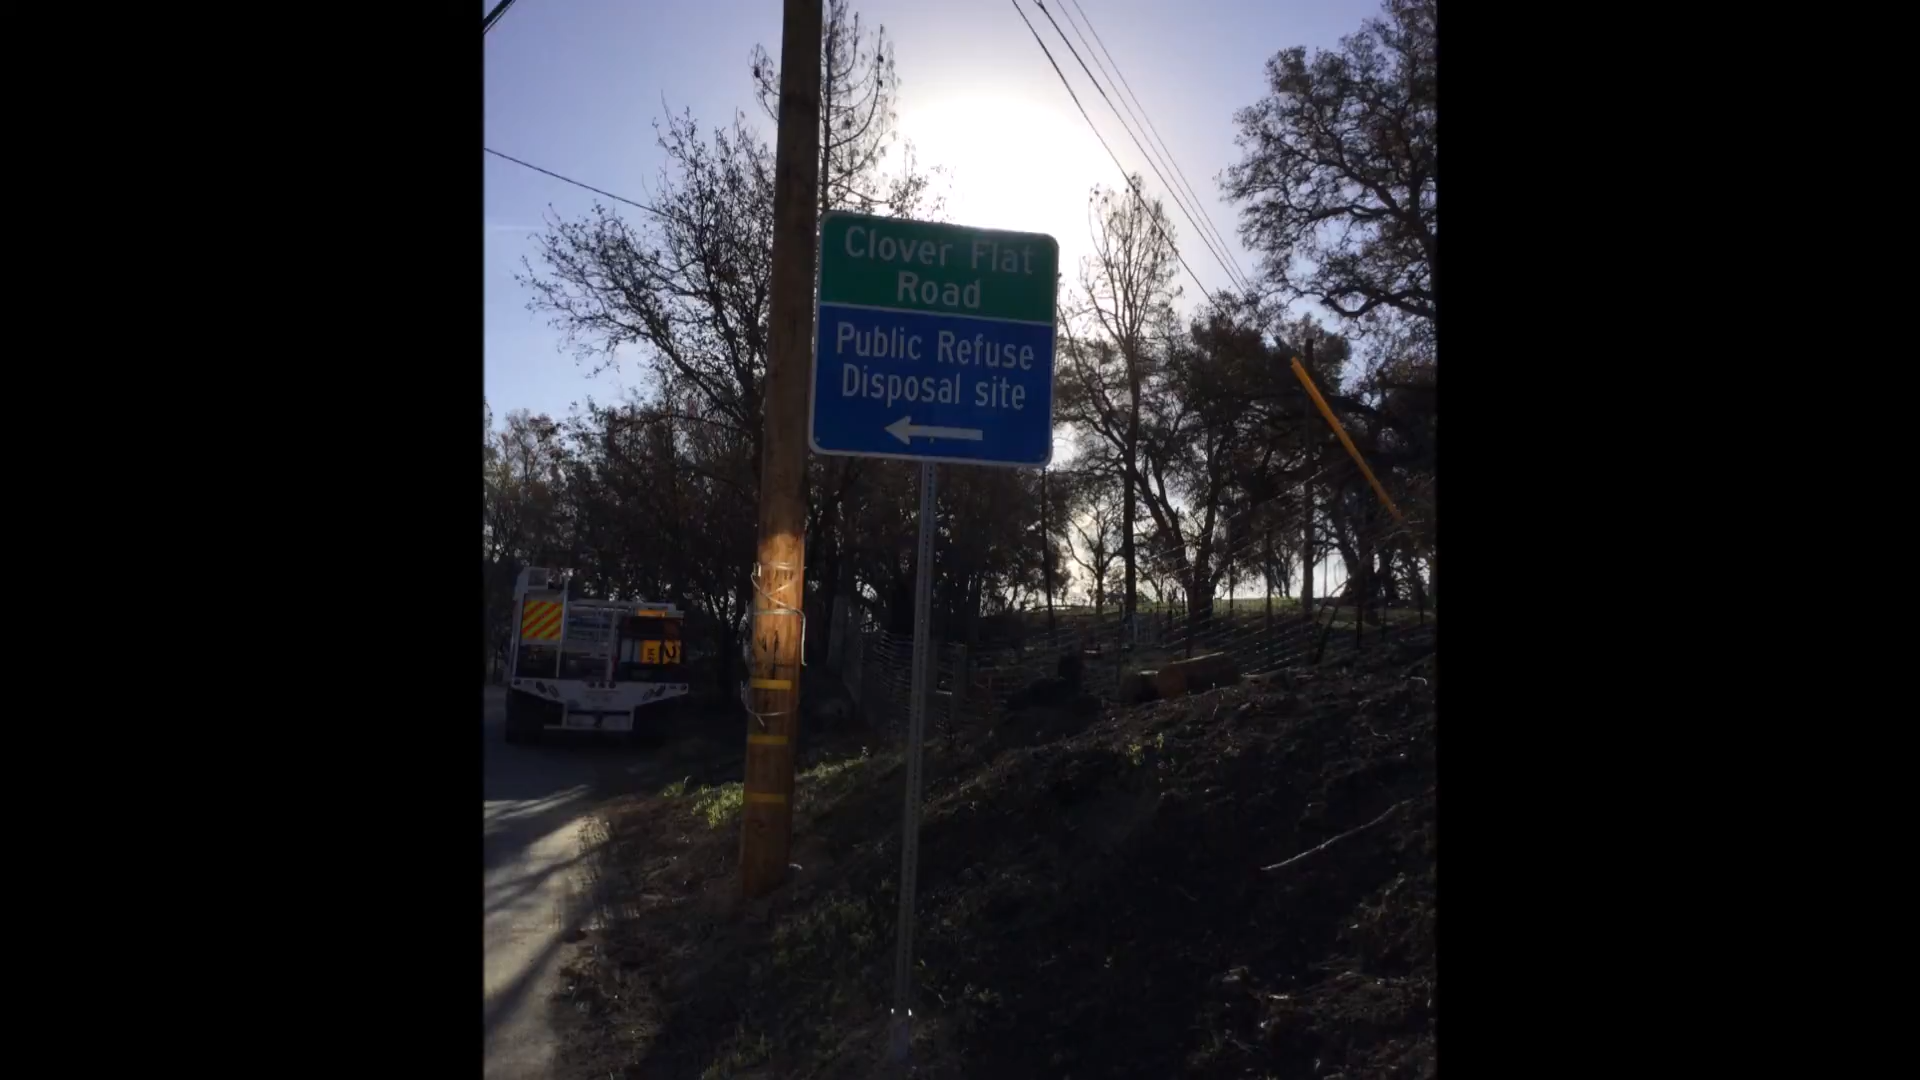 Clover Flat
Road
Public Refuse
Disposal site